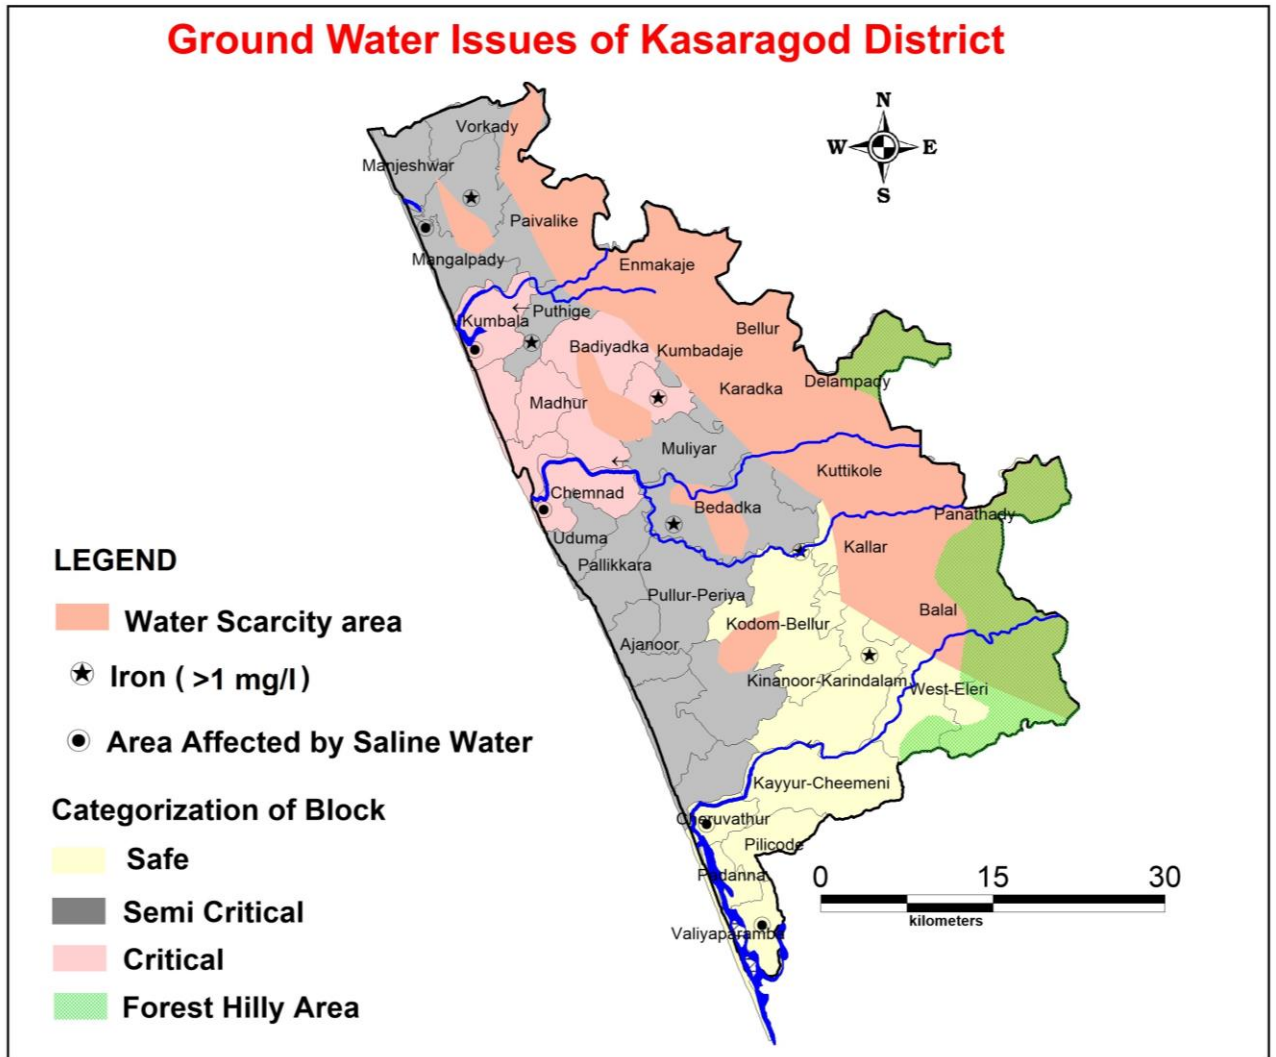 Ground Water Issues of Kasaragod District
N
W E
S
Vorkady
Manjeshwar
Paivalike
Mangalpady
Enmakaje
Puthige
Kumbala
Bellur
Badiyadka
Kumbadaje
Delampady
Karadka
Madhur
Muliyar
Kuttikole
Chemnad
Bedadka
Panathady
Uduma
Kallar
Pallikkara
Pullur-Periya
Balal
Kodom-Bellur
Ajanoor
Kinanoor-Karindalam
West-Eleri
Kayyur-Cheemeni
Cheruvathur
Pilicode
Padanna
Valiyaparamba
LEGEND
Water Scarcity area
Iron ( >1 mg/l )
Area Affected by Saline Water
Categorization of Block
Safe
Semi Critical
Critical
Forest Hilly Area
0 15 30
kilometers